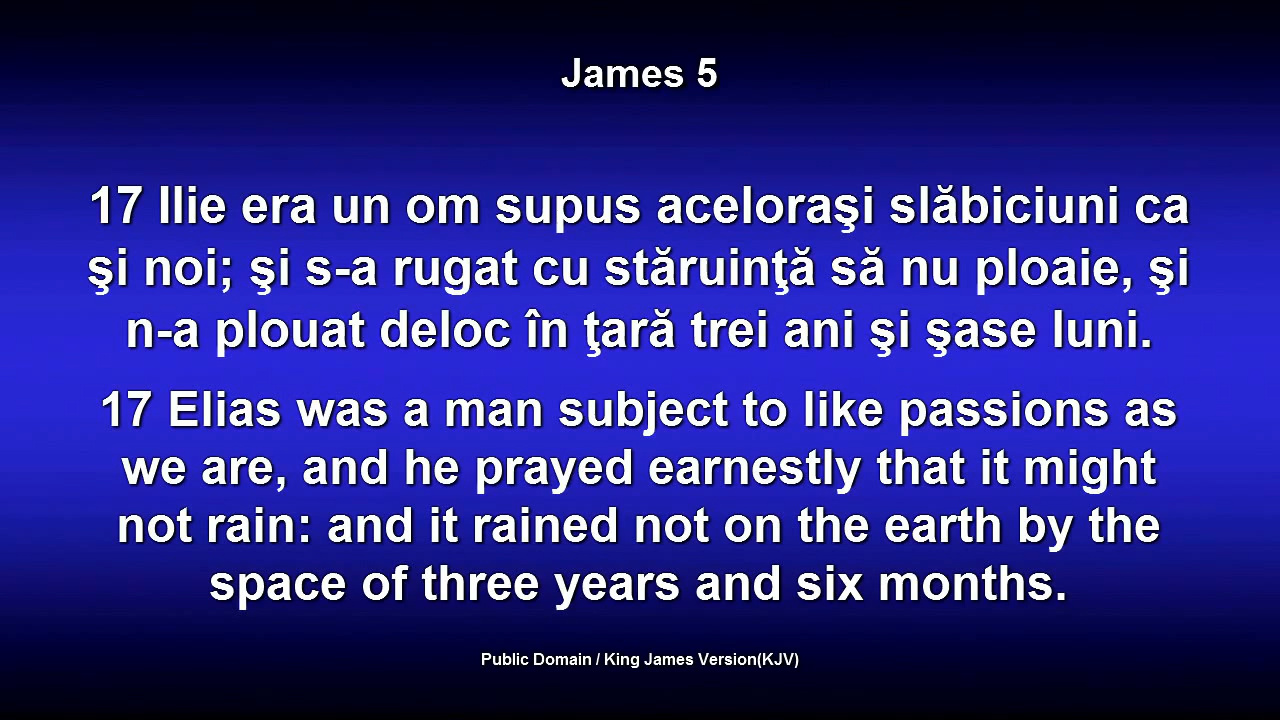 James 5
17 Ilie era un om supus aceloraşi slăbiciuni ca
şi noi; şi s-a rugat cu stăruinţă să nu ploaie, şi
n-a plouat deloc în ţară trei ani şi şase luni.
17 Elias was a man subject to like passions as
we are, and he prayed earnestly that it might
not rain: and it rained not on the earth by the
space of three years and six months.
Public Domain / King James Version(KJV)